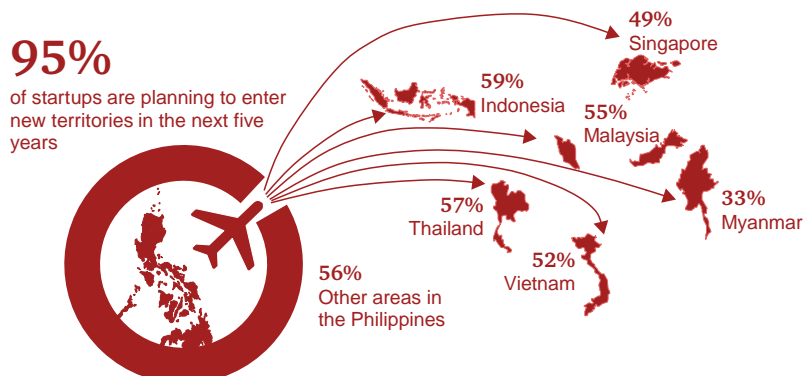 95%
of startups are planning to enter
new territories in the next five
years
49%
Singapore
59%
Indonesia
55%
Malaysia
33%
Myanmar
57%
Thailand
52%
Vietnam
56%
Other areas in
the Philippines